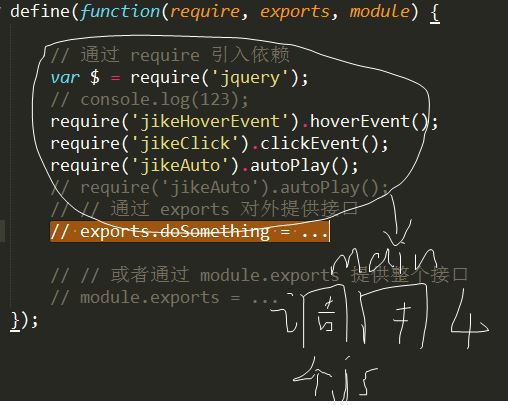 define(function(require, exports, module) {
// 通过 require 引入依赖
var $ = require('jquery');
// console.log(123);
require('jikeHoverEvent').hoverEvent();
require('jikeClick').clickEvent();
require('jikeAuto').autoPlay();
// require('jikeAuto').autoPlay();
// // 通过 exports 对外提供接口
// exports.doSomething = ...
main
// // 或者通过 module.exports 提供整个接口
// module.exports = ...
调用 4
});
个js